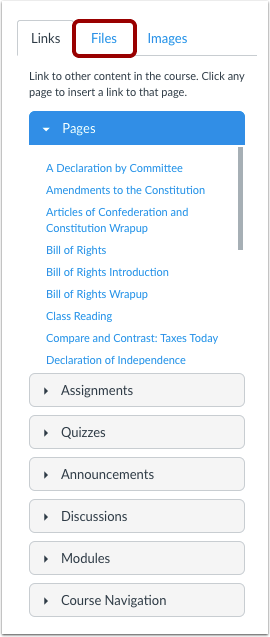 Links Files Images
Link to other content in the course. Click any
page to insert a link to that page.
Pages
A Declaration by Committee
Amendments to the Constitution
Articles of Confederation and
Constitution Wrapup
Bill of Rights
Bill of Rights Introduction
Bill of Rights Wrapup
Class Reading
Compare and Contrast: Taxes Today
Declaration of Independence
Assignments
Quizzes
Announcements
Discussions
Modules
Course Navigation